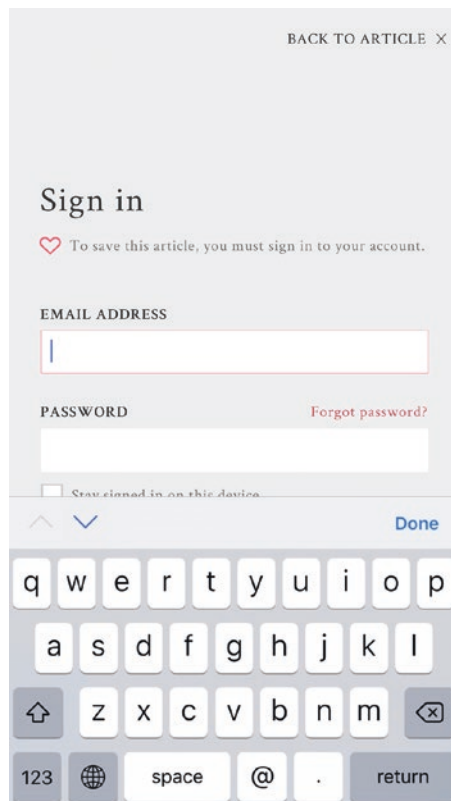 BACK TO ARTICLE ×
Sign in
To save this article, you must sign in to your account.
EMAIL ADDRESS
PASSWORD Forgot password?
Stay signed in on this device
Done
q w e r t y u i o p
a s d f g h j k l
z x c v b n m
123 space @ . return